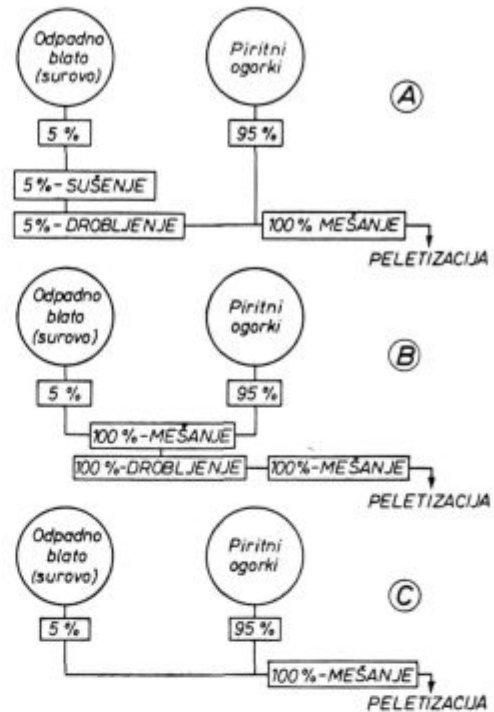 Odpadno
blato
(surovo)
Piritni
ogorki
A
5 %
95 %
5 % - SUŠENJE
5 % - DROBLJENJE
100 % MEŠANJE
PELETIZACIJA
Odpadno
blato
(surovo)
Piritni
ogorki
B
5 %
95 %
100 % - MEŠANJE
100 % - DROBLJENJE
100 % - MEŠANJE
PELETIZACIJA
Odpadno
blato
(surovo)
Piritni
ogorki
C
5 %
95 %
100 % - MEŠANJE
PELETIZACIJA